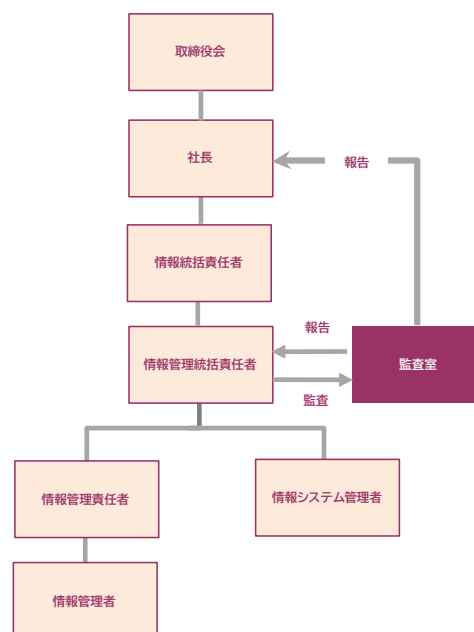 取締役会
社長
報告
情報統括責任者
報告
情報管理統括責任者
監査室
監査
情報管理責任者
情報システム管理者
情報管理者